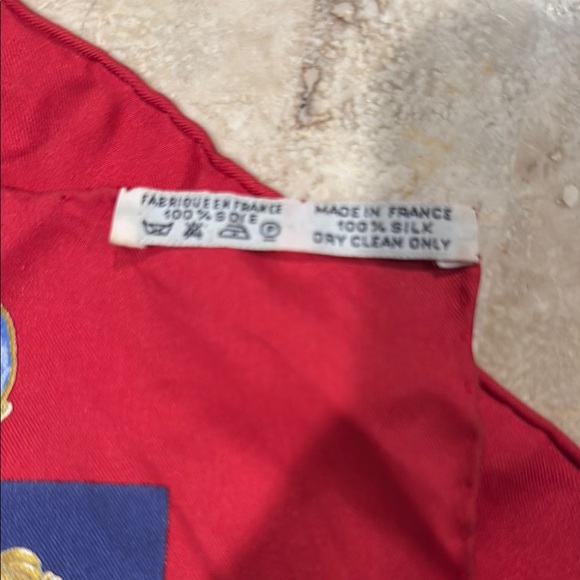 FABRIQUE EN FRANCE
100% SOIE
MADE IN FRANCE
100% SILK
DRY CLEAN ONLY